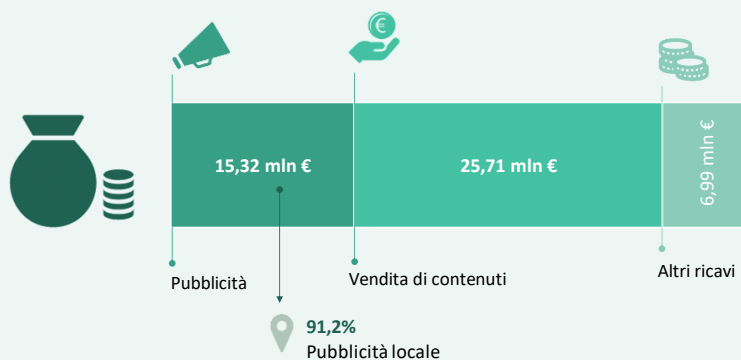 15,32 mln €
25,71 mln €
6,99 mln €
Pubblicità
Vendita di contenuti
Altri ricavi
91,2%
Pubblicità locale